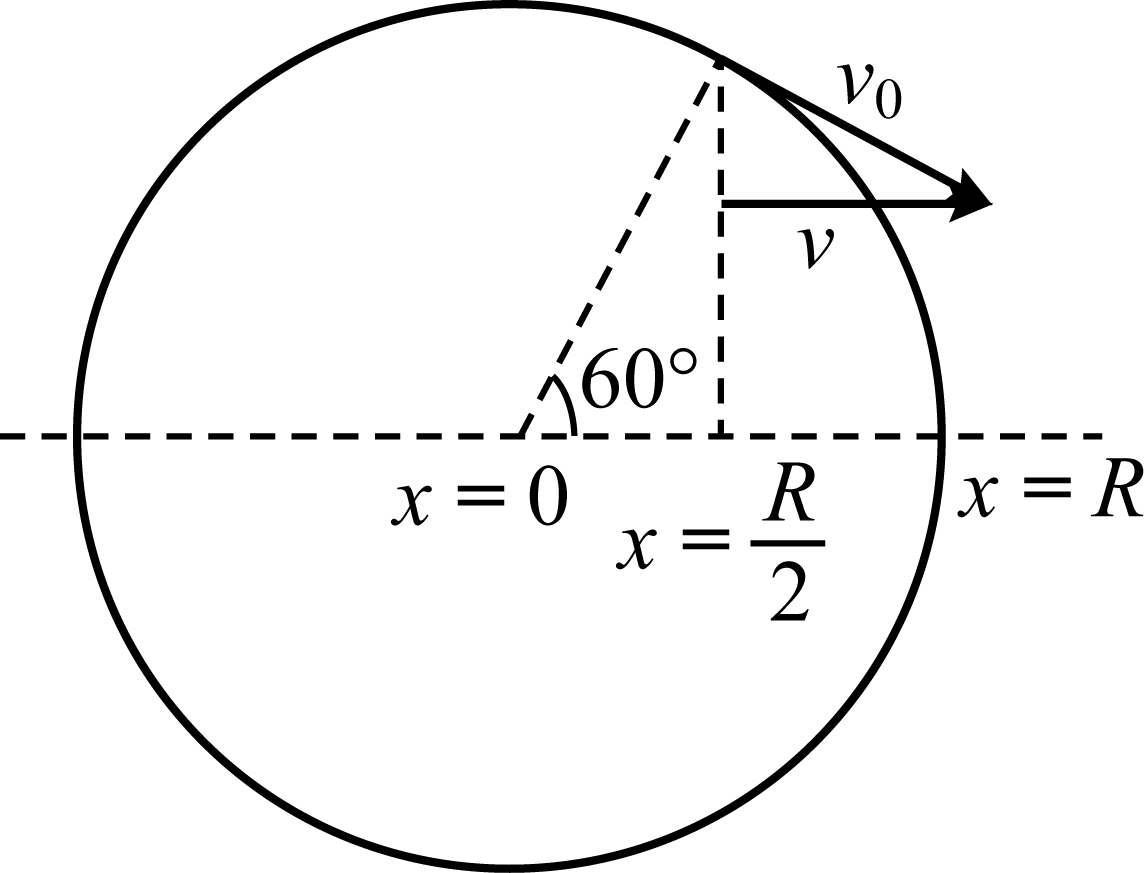 v₀
v
60°
x = 0
x = R/2
x = R